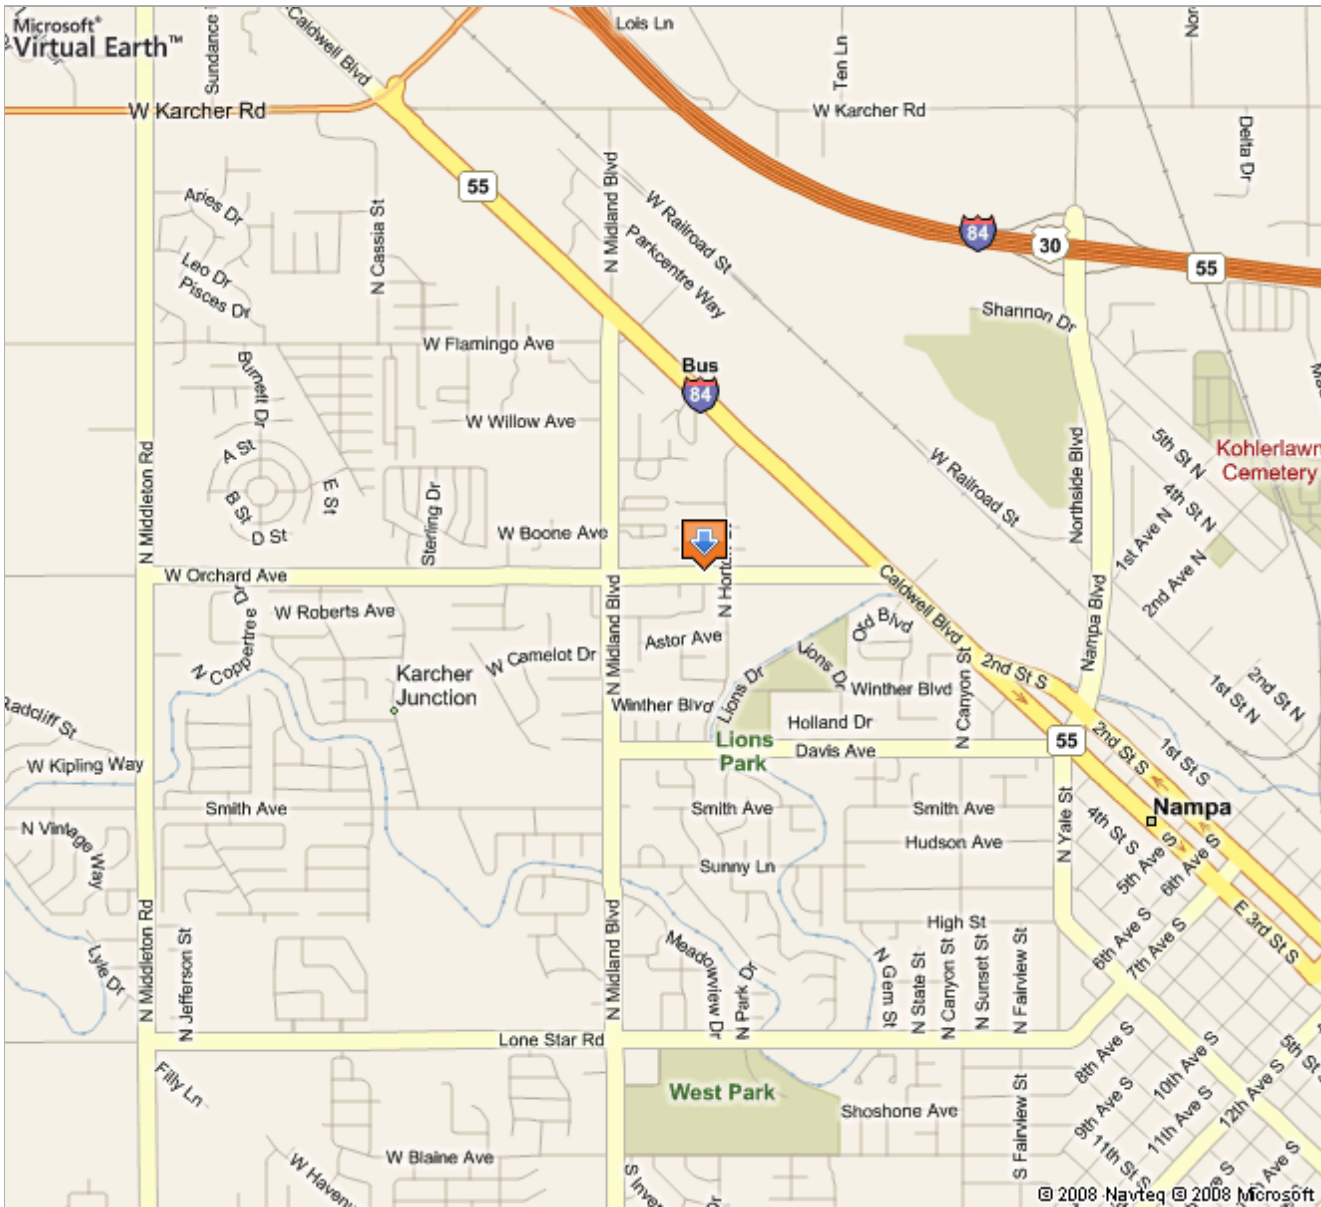 Microsoft®
Virtual Earth™
Caldwell Blvd
Lois Ln
Ten Ln
W Karcher Rd
W Karcher Rd
Delta Dr
55
N Midland Blvd
W Railroad St
Parkcentre Way
Aries Dr
N Cassia St
84
30
55
Leo Dr
Pisces Dr
Shannon Dr
W Flamingo Ave
Bus
84
Burnett Dr
W Willow Ave
N Middleton Rd
A St
B St
D St
E St
Sterling Dr
W Boone Ave
W Railroad St
Northside Blvd
5th St N
4th St N
1st Ave N
2nd Ave N
Kohlerlawn
Cemetery
W Orchard Ave
Caldwell Blvd
N Coppertree Dr
W Roberts Ave
N Midland Blvd
Astor Ave
Old Blvd
Nampa Blvd
Karcher
Junction
W Camelot Dr
Lions Dr
Lions Dr
Winther Blvd
Winther Blvd
N Canyon St
2nd St S
2nd St N
1st St N
Radcliff St
Holland Dr
Lions
Park
Davis Ave
55
2nd St S
1st St S
W Kipling Way
Smith Ave
Smith Ave
Smith Ave
Nampa
N Vintage Way
Hudson Ave
N Yale St
4th St S
5th Ave S
6th Ave S
Sunny Ln
High St
E 3rd St S
N Middleton Rd
Lyle Dr
N Jefferson St
N Midland Blvd
Meadowview Dr
N Park Dr
N Gem St
N State St
N Canyon St
N Sunset St
N Fairview St
6th Ave S
7th Ave S
Lone Star Rd
Filly Ln
West Park
Shoshone Ave
S Fairview St
8th Ave S
9th Ave S
10th Ave S
11th Ave S
12th Ave S
11th St
5th St
W Blaine Ave
© 2008 Navteq © 2008 Microsoft